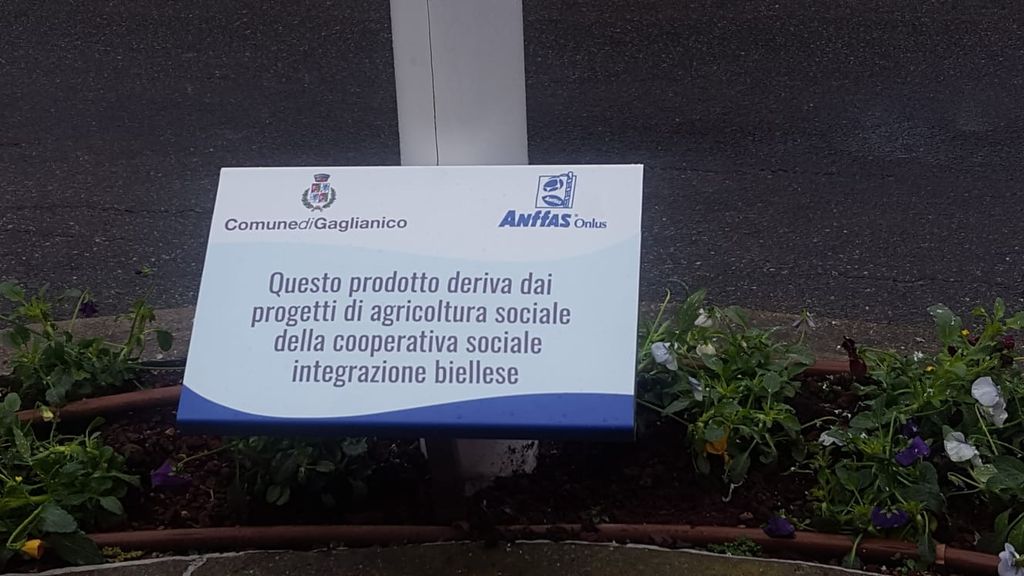 ComunediGaglianico
Anffas Onlus
Questo prodotto deriva dai
progetti di agricoltura sociale
della cooperativa sociale
integrazione biellese